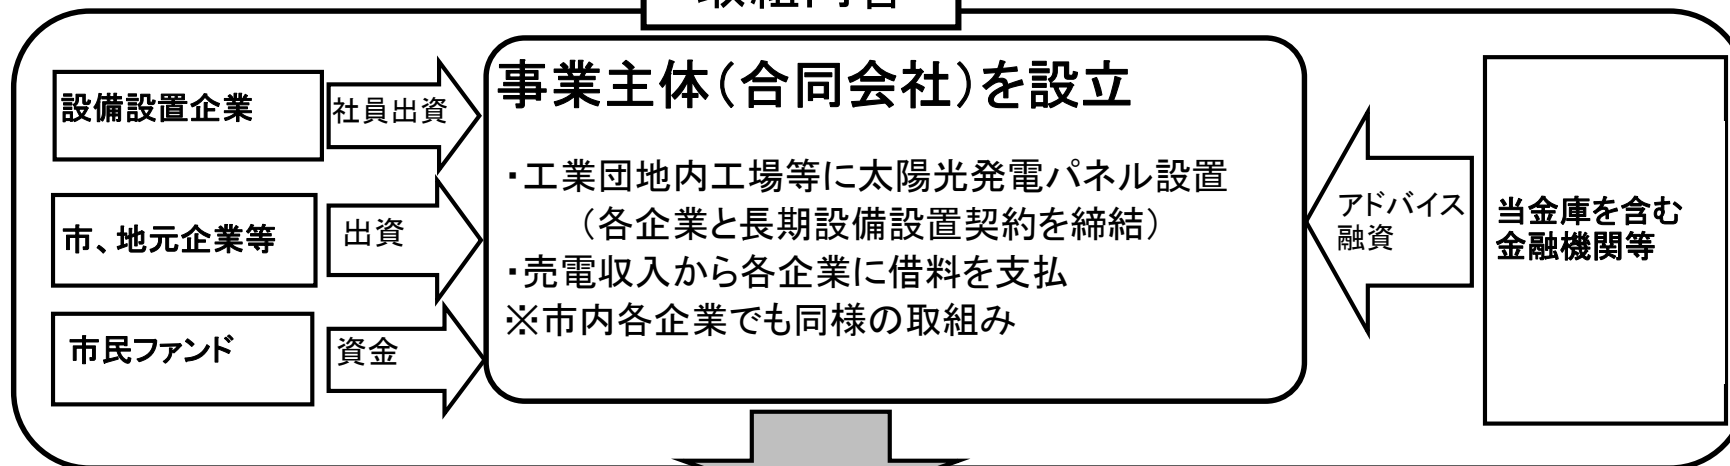 取組内容
設備設置企業
社員出資
市、地元企業等
出資
市民ファンド
資金
事業主体(合同会社)を設立
・工業団地内工場等に太陽光発電パネル設置
(各企業と長期設備設置契約を締結)
・売電収入から各企業に借料を支払
※市内各企業でも同様の取組み
アドバイス
融資
当金庫を含む
金融機関等